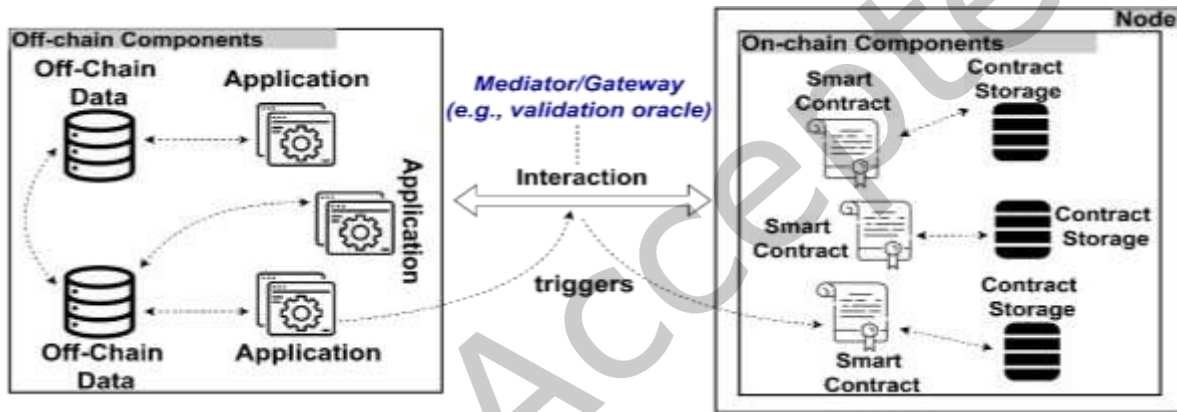 Node
Off-chain Components
On-chain Components
Off-Chain
Data
Application
Mediator/Gateway
(e.g., validation oracle)
Smart
Contract
Contract
Storage
Application
Interaction
Smart
Contract
Contract
Storage
triggers
Off-Chain
Data
Application
Smart
Contract
Contract
Storage